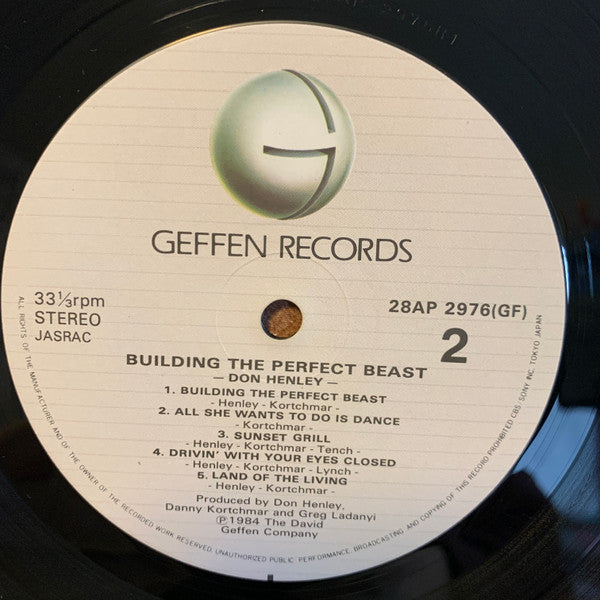 GEFFEN RECORDS
33⅓rpm
STEREO
JASRAC
28AP 2976(GF)
2
BUILDING THE PERFECT BEAST
— DON HENLEY —
1. BUILDING THE PERFECT BEAST
- Henley - Kortchmar -
2. ALL SHE WANTS TO DO IS DANCE
- Kortchmar -
3. SUNSET GRILL
- Henley - Kortchmar - Tench -
4. DRIVIN' WITH YOUR EYES CLOSED
- Henley - Kortchmar - Lynch -
5. LAND OF THE LIVING
- Henley - Kortchmar -
Produced by Don Henley,
Danny Kortchmar and Greg Ladanyi
℗1984 The David
Geffen Company
ALL RIGHTS OF THE MANUFACTURER AND OF THE OWNER OF THE RECORDED WORK RESERVED. UNAUTHORIZED PUBLIC PERFORMANCE, BROADCASTING AND COPYING OF THIS RECORD PROHIBITED CBS/SONY INC. TOKYO JAPAN